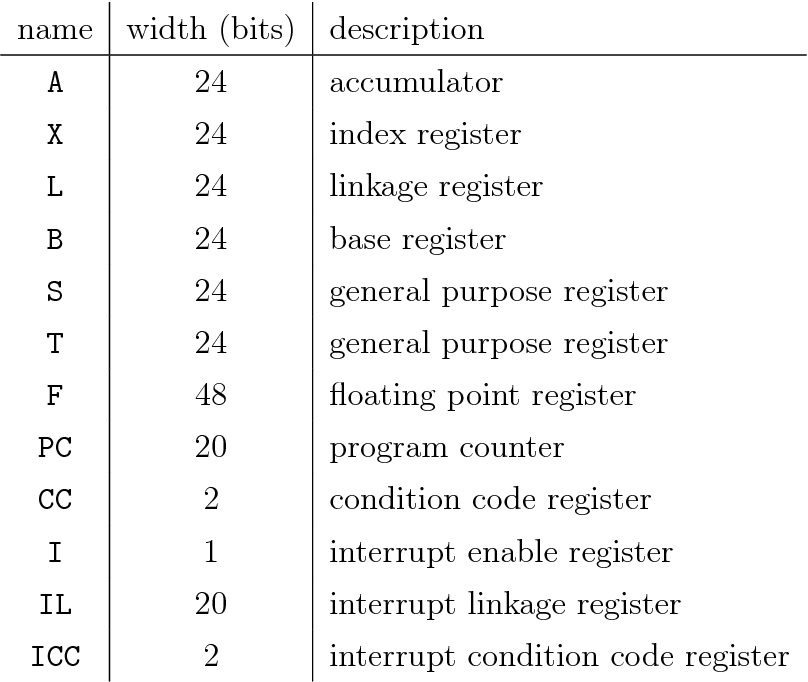 name width (bits) description
A 24 accumulator
X 24 index register
L 24 linkage register
B 24 base register
S 24 general purpose register
T 24 general purpose register
F 48 floating point register
PC 20 program counter
CC 2 condition code register
I 1 interrupt enable register
IL 20 interrupt linkage register
ICC 2 interrupt condition code register